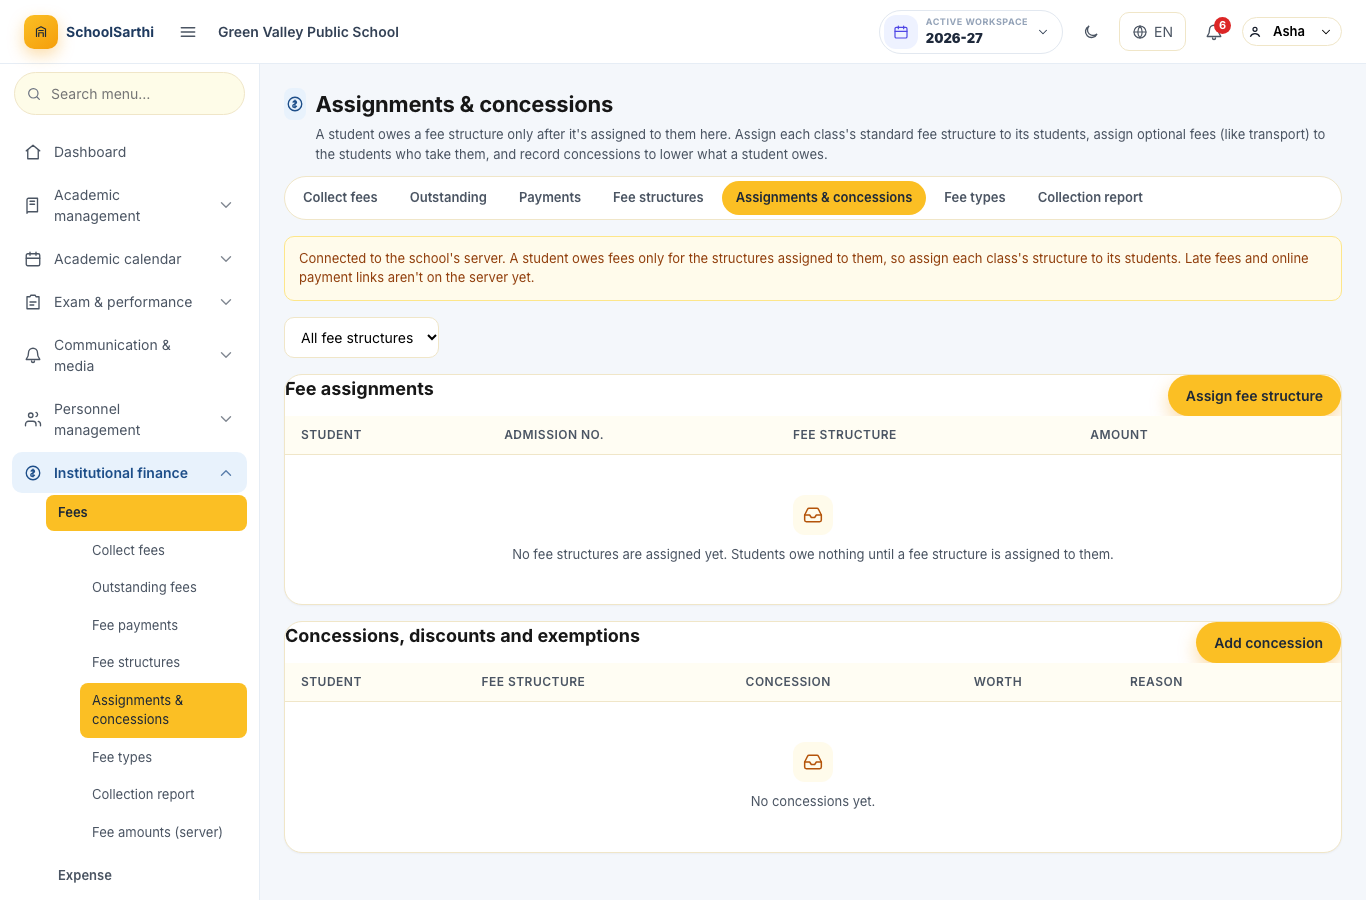 SchoolSarthi
Green Valley Public School
ACTIVE WORKSPACE
2026-27
EN
6
Asha
Search menu...
Dashboard
Academic
management
Academic calendar
Exam & performance
Communication &
media
Personnel
management
Institutional finance
Fees
Collect fees
Outstanding fees
Fee payments
Fee structures
Assignments &
concessions
Fee types
Collection report
Fee amounts (server)
Expense
Assignments & concessions
A student owes a fee structure only after it's assigned to them here. Assign each class's standard fee structure to its students, assign optional fees (like transport) to
the students who take them, and record concessions to lower what a student owes.
Collect fees Outstanding Payments Fee structures Assignments & concessions Fee types Collection report
Connected to the school's server. A student owes fees only for the structures assigned to them, so assign each class's structure to its students. Late fees and online
payment links aren't on the server yet.
All fee structures
Fee assignments
Assign fee structure
STUDENT ADMISSION NO. FEE STRUCTURE AMOUNT
No fee structures are assigned yet. Students owe nothing until a fee structure is assigned to them.
Concessions, discounts and exemptions
Add concession
STUDENT FEE STRUCTURE CONCESSION WORTH REASON
No concessions yet.